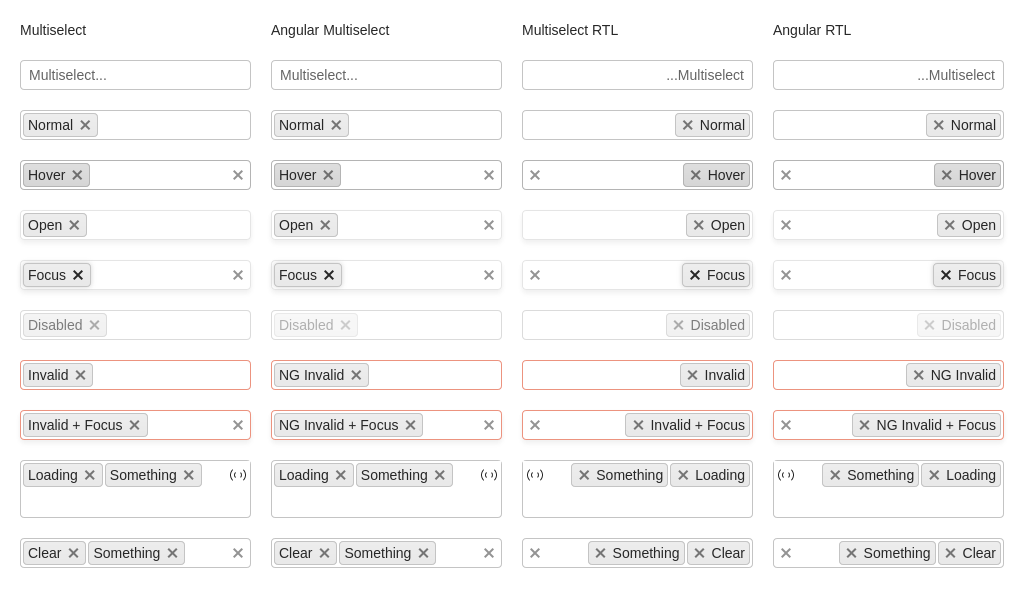 Multiselect Angular Multiselect Multiselect RTL Angular RTL
Multiselect... Multiselect... ...Multiselect ...Multiselect
Normal Normal Normal Normal
Hover Hover Hover Hover
Open Open Open Open
Focus Focus Focus Focus
Disabled Disabled Disabled Disabled
Invalid NG Invalid Invalid NG Invalid
Invalid + Focus NG Invalid + Focus Invalid + Focus NG Invalid + Focus
Loading Something Loading Something Something Loading Something Loading
Clear Something Clear Something Something Clear Something Clear